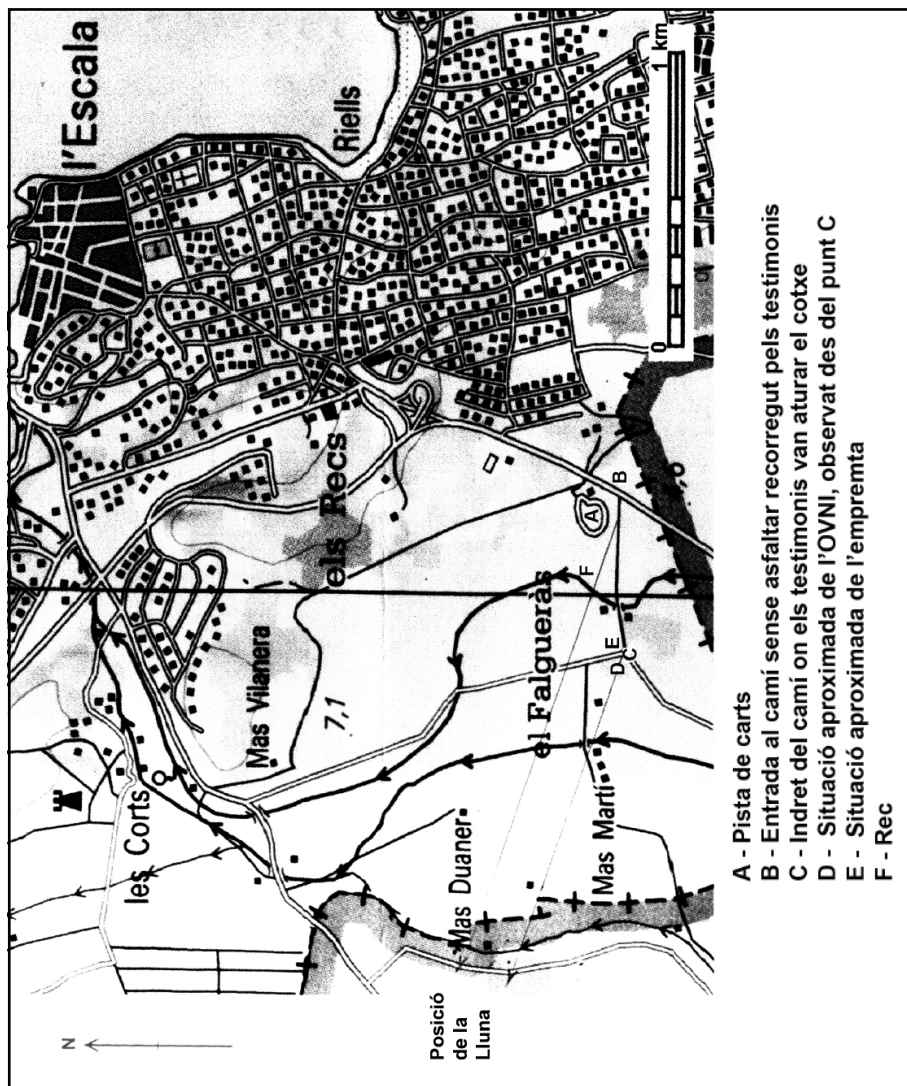 l'Escala
Riells
els Recs
Mas Vilanera
7,1
les Corts
el Falgueràs
Mas Duaner
Mas Martí
Posició
de la
Lluna
N
0
1
km
A
B
C
D
E
F
A - Pista de carts
B - Entrada al camí sense asfaltar recorregut pels testimonis
C - Indret del camí on els testimonis van aturar el cotxe
D - Situació aproximada de l'OVNI, observat des del punt C
E - Situació aproximada de l'empremta
F - Rec